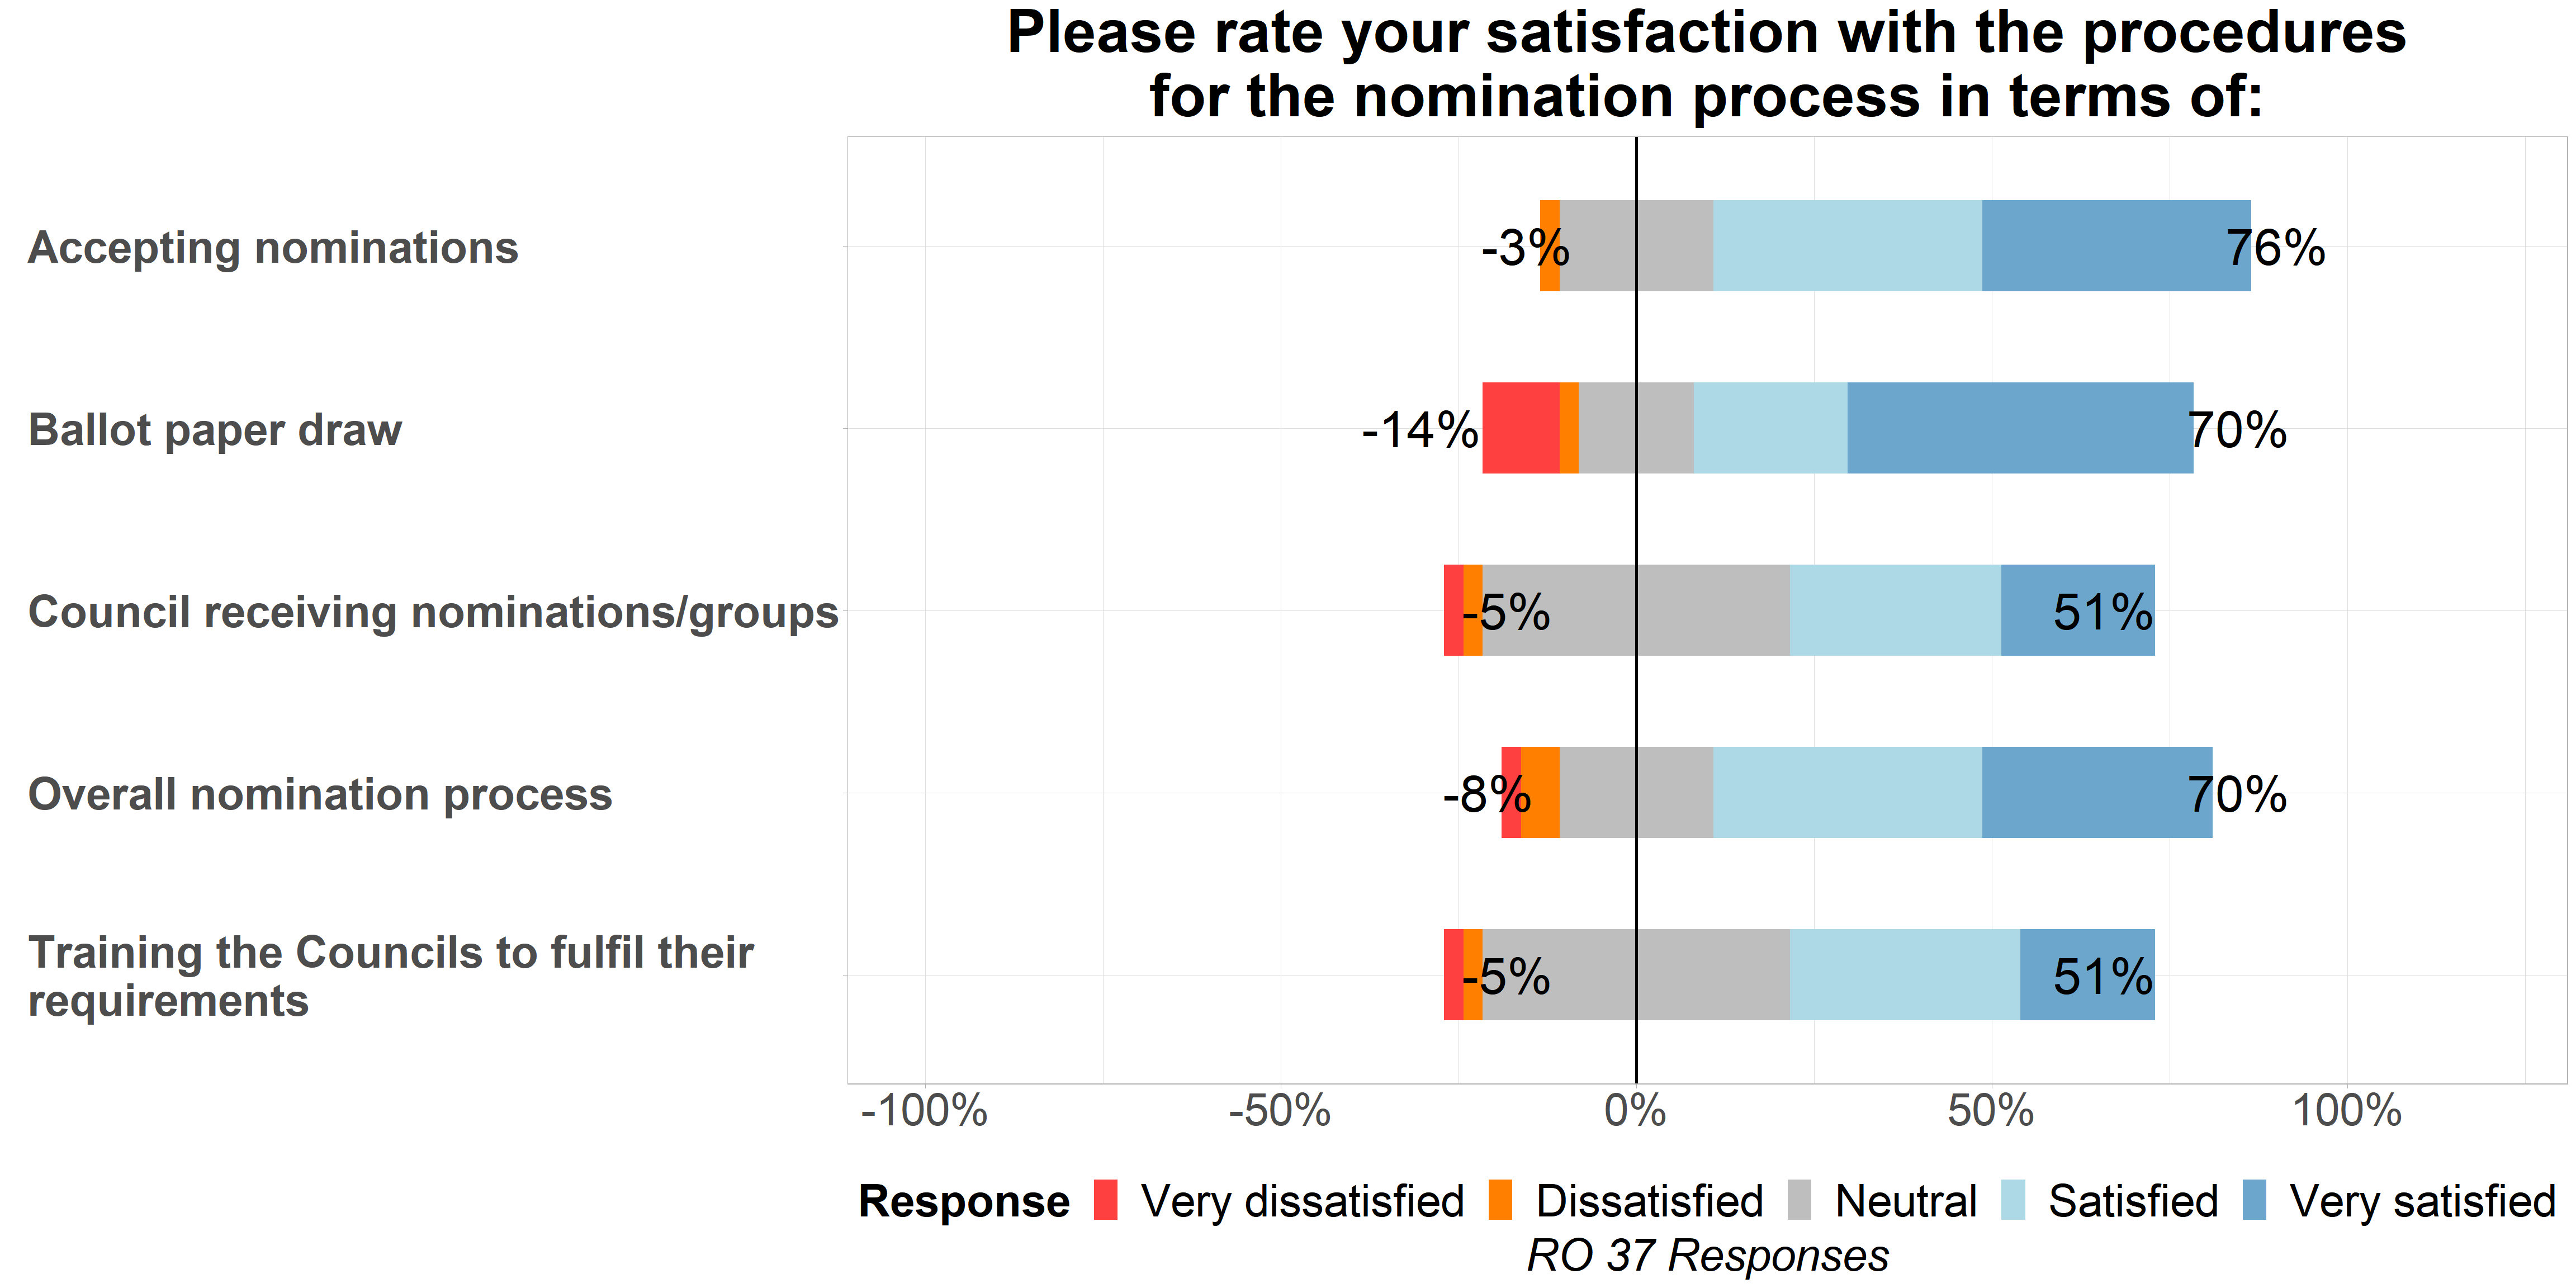 Please rate your satisfaction with the procedures
for the nomination process in terms of:
Accepting nominations
-3%
76%
Ballot paper draw
-14%
70%
Council receiving nominations/groups
-5%
51%
Overall nomination process
-8%
70%
Training the Councils to fulfil their
requirements
-5%
51%
-100%
-50%
0%
50%
100%
Response
Very dissatisfied
Dissatisfied
Neutral
Satisfied
Very satisfied
RO 37 Responses